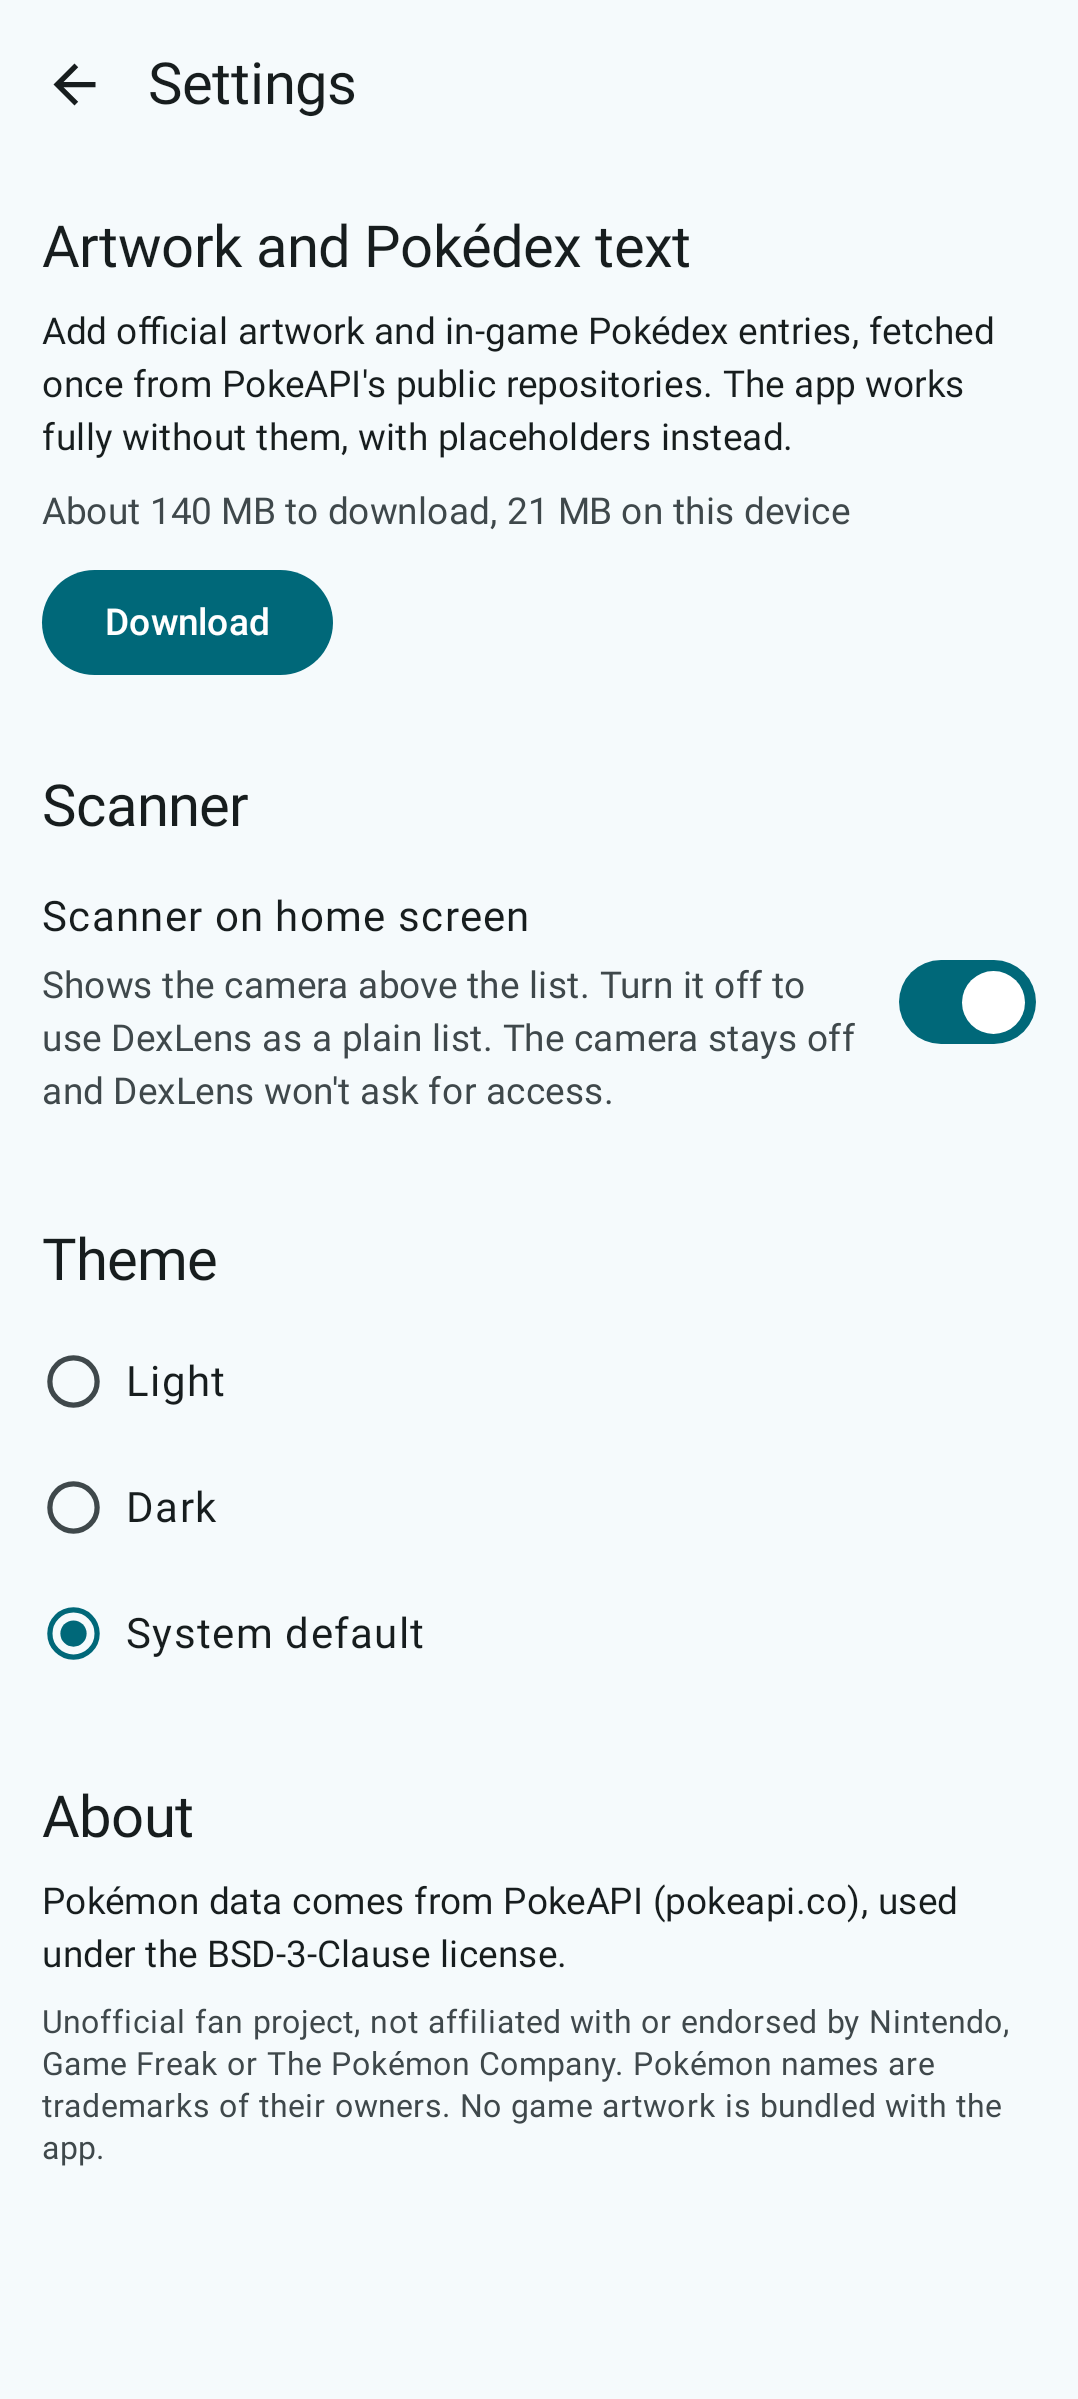 Settings
Artwork and Pokédex text
Add official artwork and in-game Pokédex entries, fetched
once from PokeAPI's public repositories. The app works
fully without them, with placeholders instead.
About 140 MB to download, 21 MB on this device
Download
Scanner
Scanner on home screen
Shows the camera above the list. Turn it off to
use DexLens as a plain list. The camera stays off
and DexLens won't ask for access.
Theme
Light
Dark
System default
About
Pokémon data comes from PokeAPI (pokeapi.co), used
under the BSD-3-Clause license.
Unofficial fan project, not affiliated with or endorsed by Nintendo,
Game Freak or The Pokémon Company. Pokémon names are
trademarks of their owners. No game artwork is bundled with the
app.